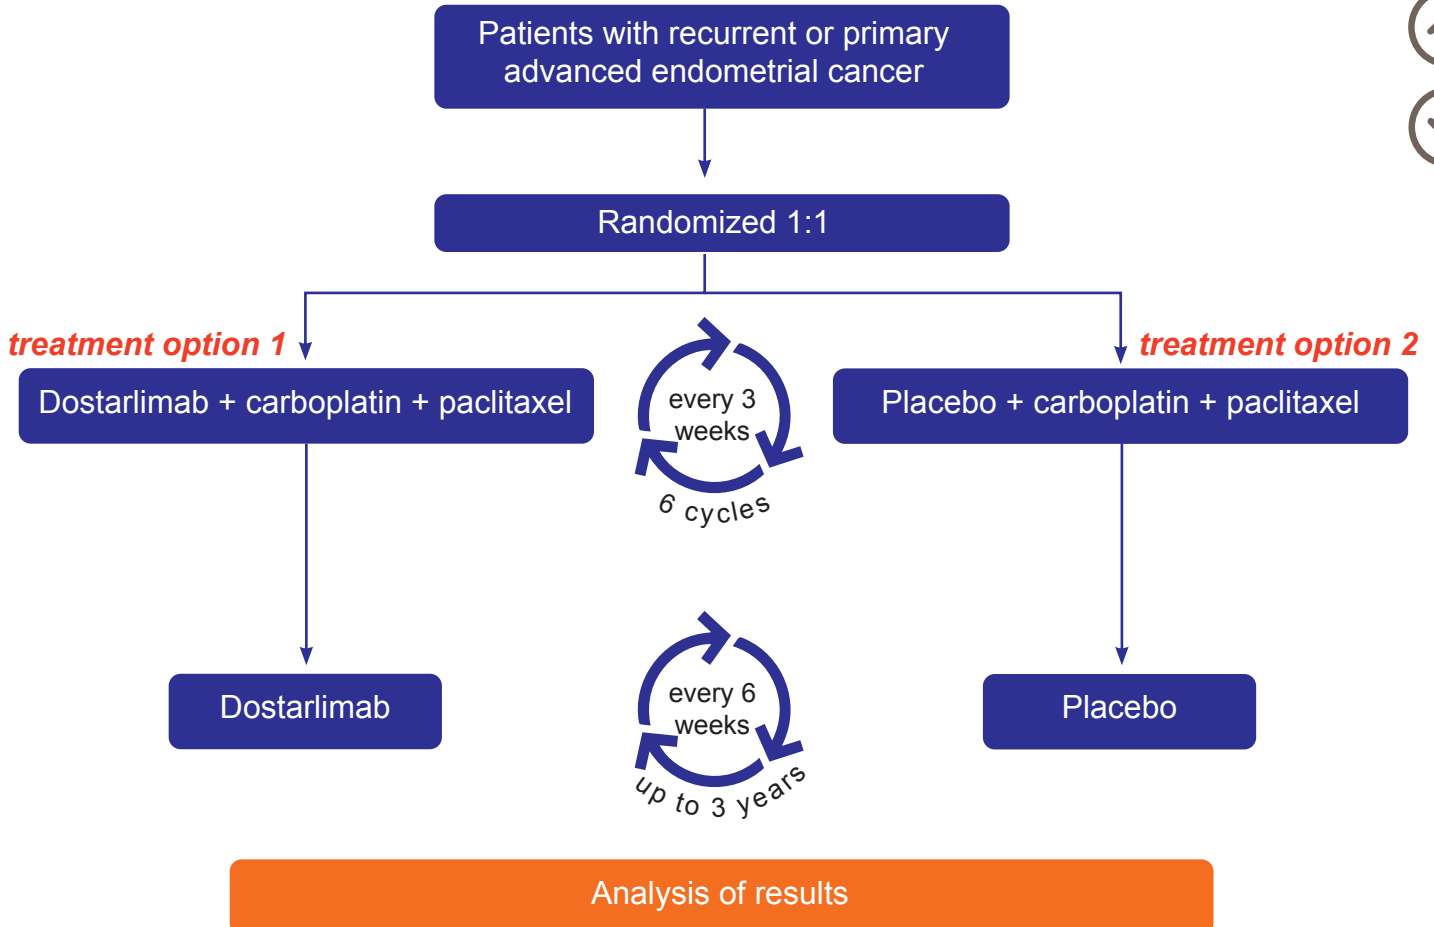 Patients with recurrent or primary
advanced endometrial cancer
Randomized 1:1
treatment option 1
treatment option 2
Dostarlimab + carboplatin + paclitaxel
every 3
weeks
6 cycles
Placebo + carboplatin + paclitaxel
Dostarlimab
every 6
weeks
up to 3 years
Placebo
Analysis of results